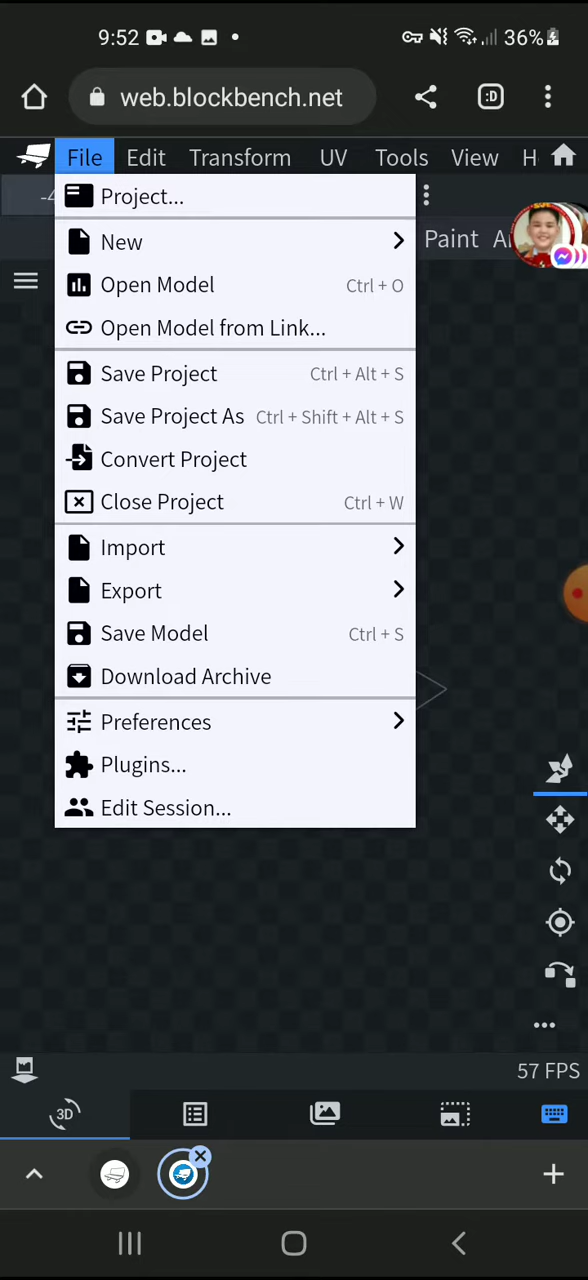 9:52
36%
web.blockbench.net
:D
File Edit Transform UV Tools View H
-4
Project...
New
Paint
Open Model Ctrl + O
Open Model from Link...
Save Project Ctrl + Alt + S
Save Project As Ctrl + Shift + Alt + S
Convert Project
Close Project Ctrl + W
Import
Export
Save Model Ctrl + S
Download Archive
Preferences
Plugins...
Edit Session...
57 FPS
3D